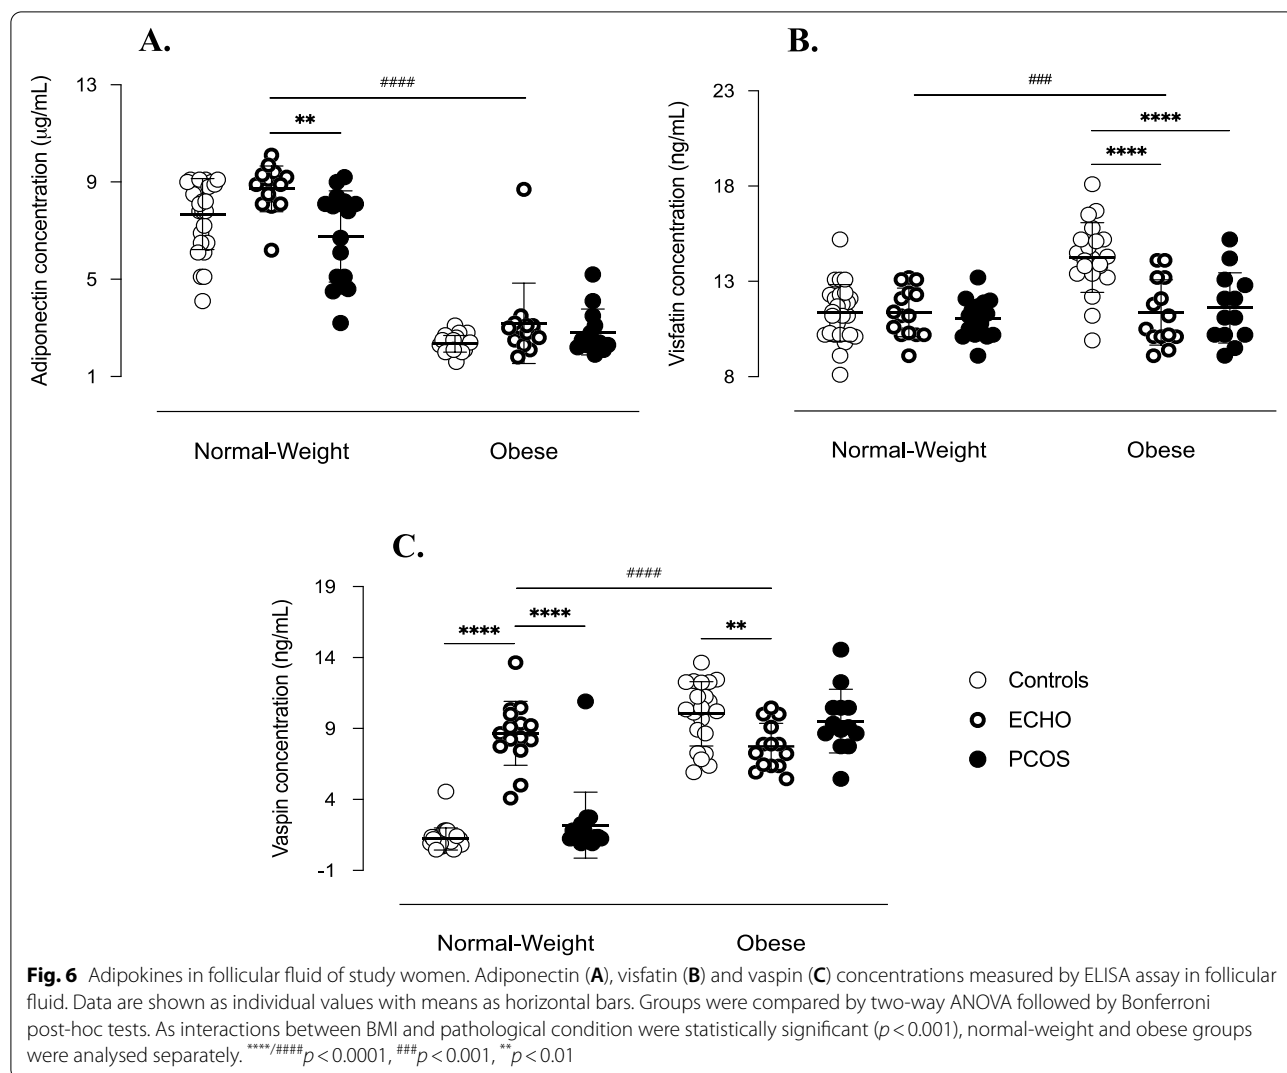 A.
Adiponectin concentration (µg/mL)
13
9
5
1
####
**
Normal-Weight
Obese
B.
Visfatin concentration (ng/mL)
23
18
13
8
###
****
****
Normal-Weight
Obese
C.
Vaspin concentration (ng/mL)
19
14
9
4
-1
####
****
****
**
Normal-Weight
Obese
Controls
ECHO
PCOS
Fig. 6 Adipokines in follicular fluid of study women. Adiponectin (A), visfatin (B) and vaspin (C) concentrations measured by ELISA assay in follicular
fluid. Data are shown as individual values with means as horizontal bars. Groups were compared by two-way ANOVA followed by Bonferroni
post-hoc tests. As interactions between BMI and pathological condition were statistically significant (p < 0.001), normal-weight and obese groups
were analysed separately. ****/####p < 0.0001, ###p < 0.001, **p < 0.01